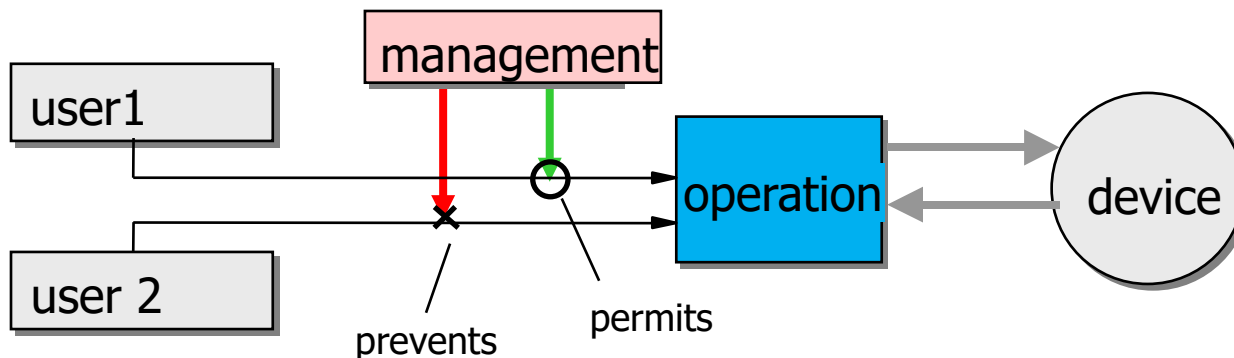 management
user1
operation
device
user 2
permits
prevents